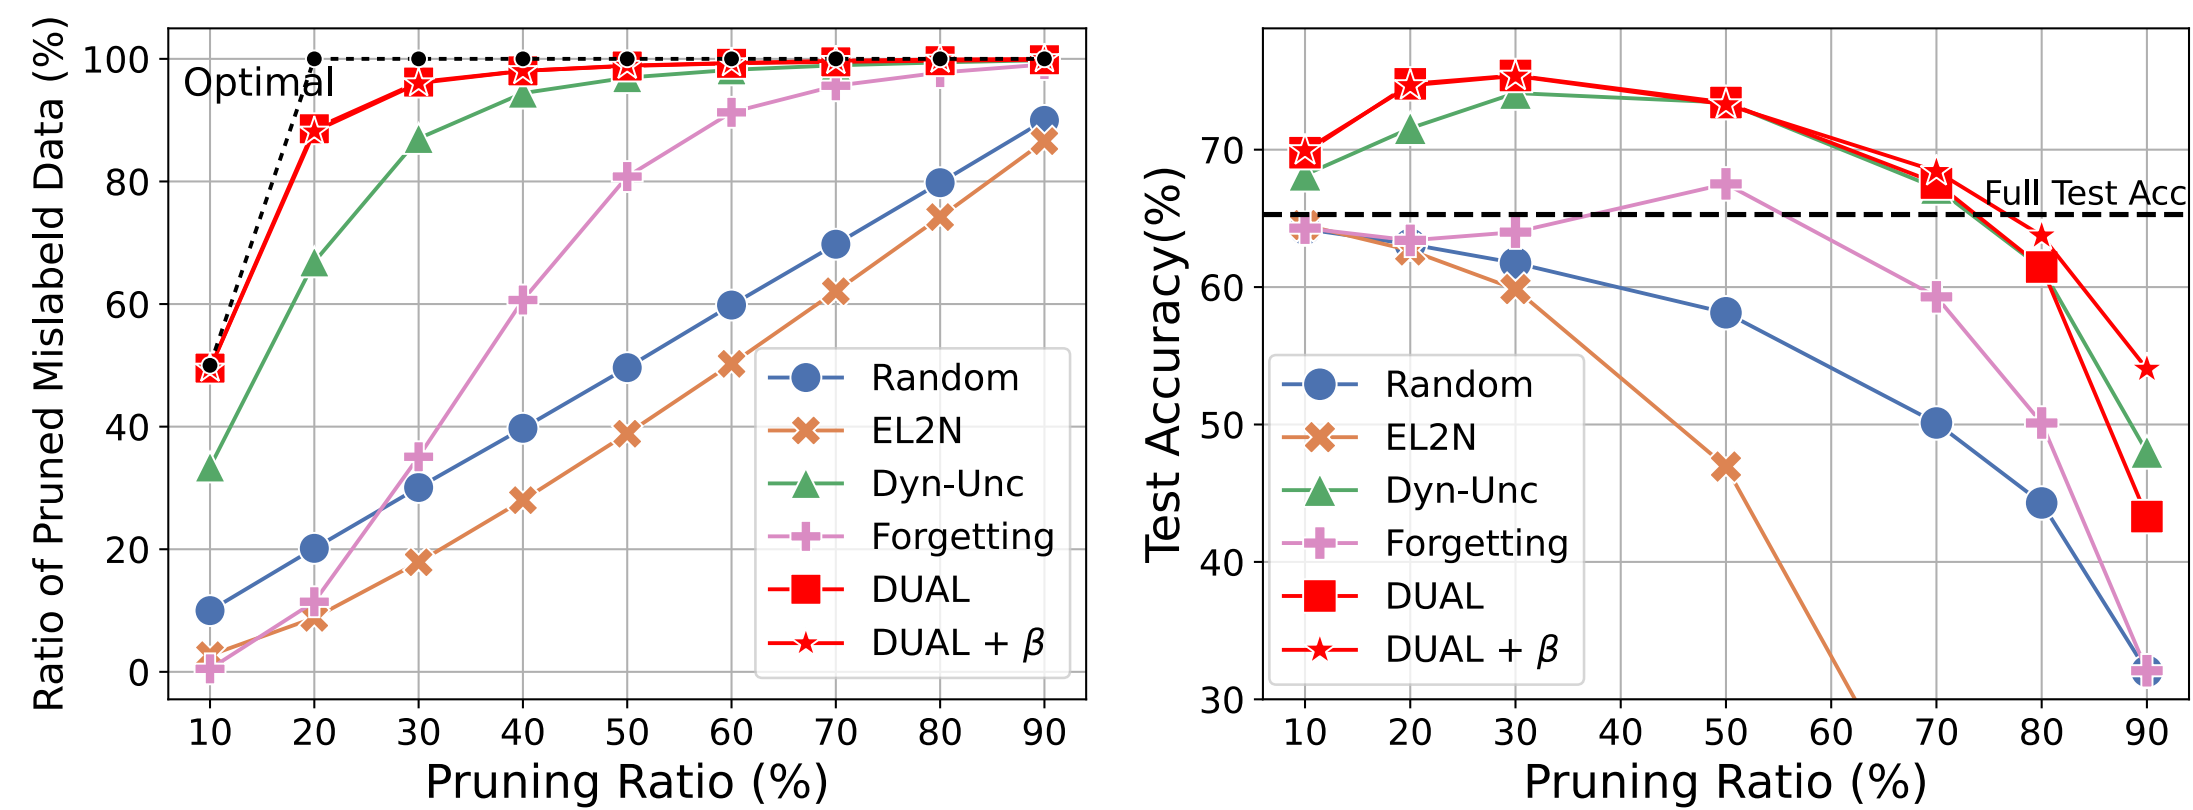 Ratio of Pruned Mislabeld Data (%)
100
80
60
40
20
0
Optimal
Random
EL2N
Dyn-Unc
Forgetting
DUAL
DUAL + β
10 20 30 40 50 60 70 80 90
Pruning Ratio (%)
Test Accuracy(%)
70
60
50
40
30
Full Test Acc
Random
EL2N
Dyn-Unc
Forgetting
DUAL
DUAL + β
10 20 30 40 50 60 70 80 90
Pruning Ratio (%)